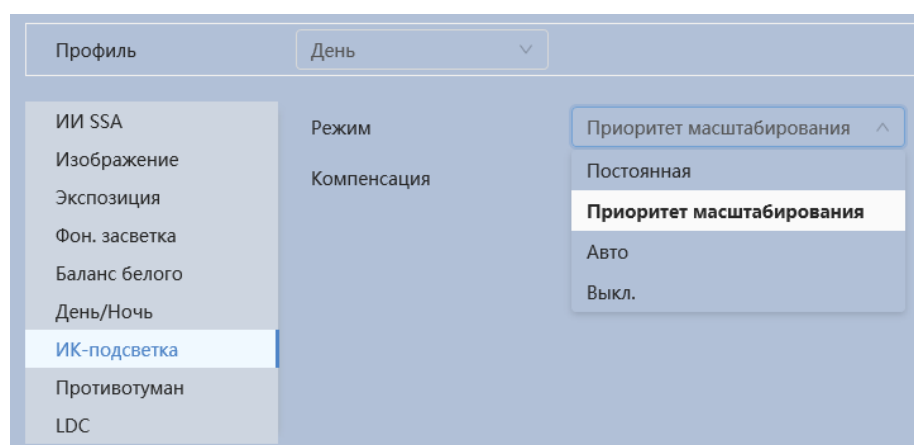 Профиль
День
ИИ SSA
Изображение
Экспозиция
Фон. засветка
Баланс белого
День/Ночь
ИК-подсветка
Противотуман
LDC
Режим
Приоритет масштабирования
Компенсация
Постоянная
Приоритет масштабирования
Авто
Выкл.